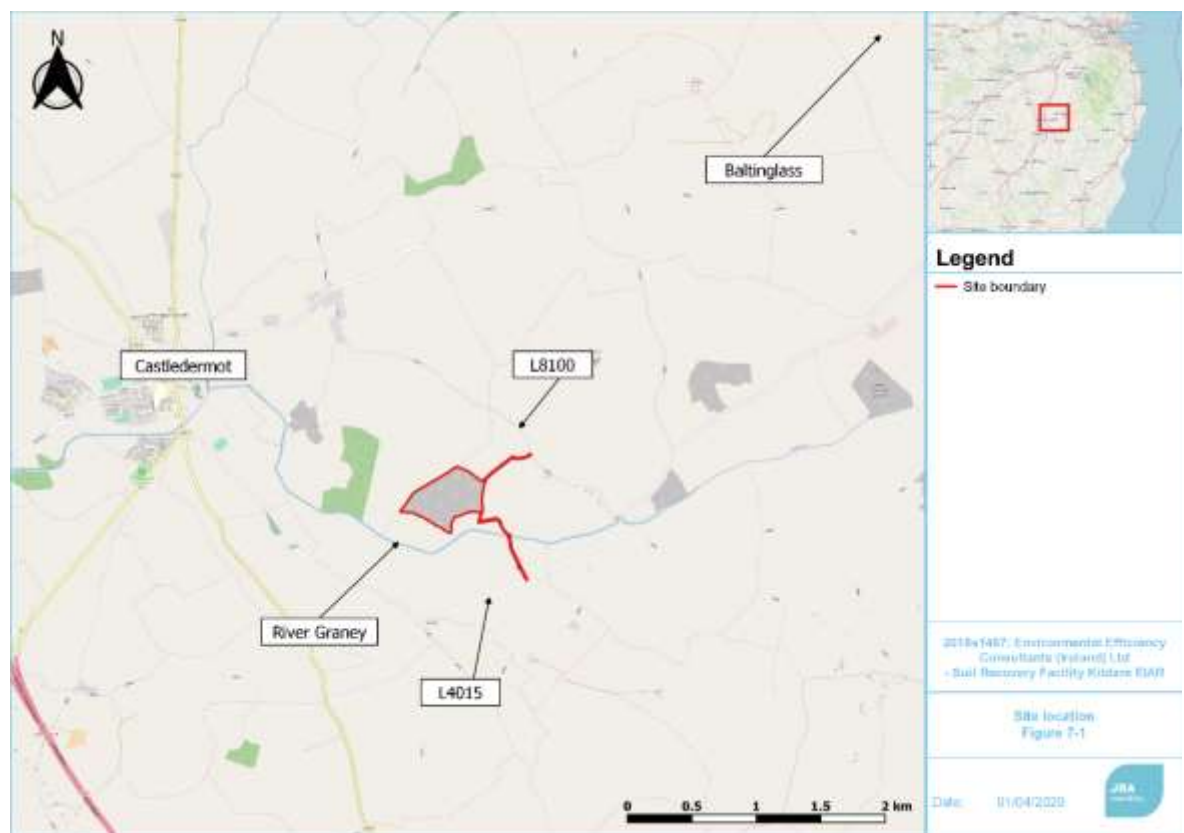 N
Baltinglass
Castledermot
L8100
River Graney
L4015
0 0.5 1 1.5 2 km
Legend
Site boundary
Environmental Efficiency
Consultants (Ireland) Ltd
- Soil Recovery Facility Kildare EIAR
Site location
Figure 7-1
Date: 01/04/2020
JBA